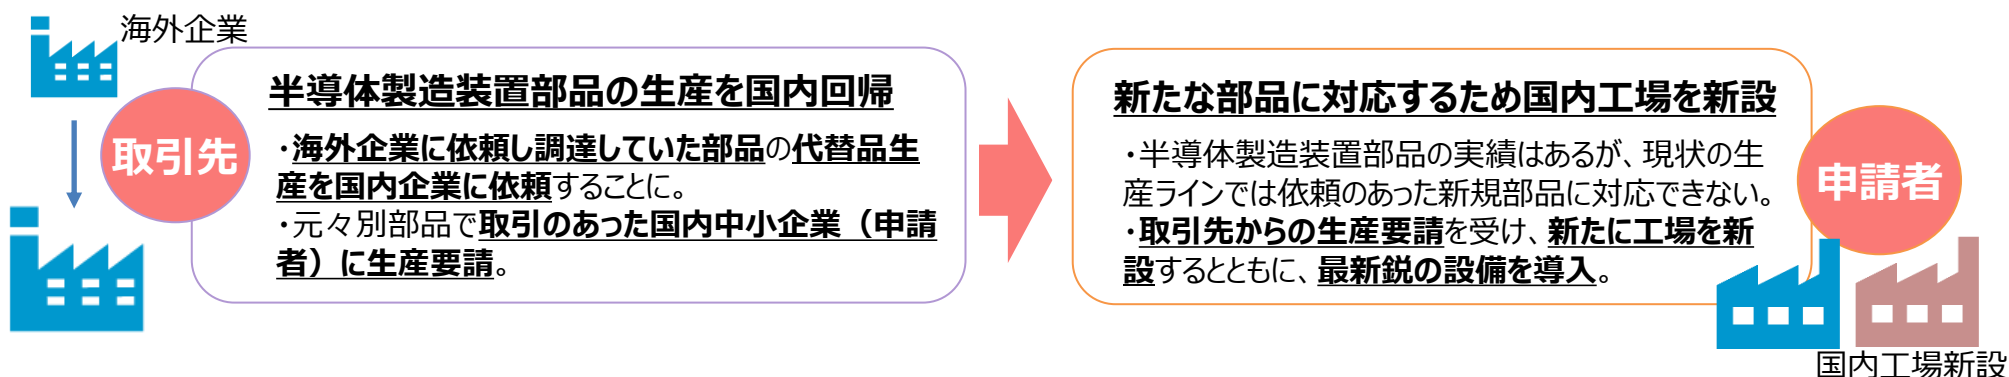 海外企業
取引先
半導体製造装置部品の生産を国内回帰
・海外企業に依頼し調達していた部品の代替品生
産を国内企業に依頼することに。
・元々別部品で取引のあった国内中小企業（申請
者）に生産要請。
新たな部品に対応するため国内工場を新設
・半導体製造装置部品の実績はあるが、現状の生
産ラインでは依頼のあった新規部品に対応できない。
・取引先からの生産要請を受け、新たに工場を新
設するとともに、最新鋭の設備を導入。
申請者
国内工場新設